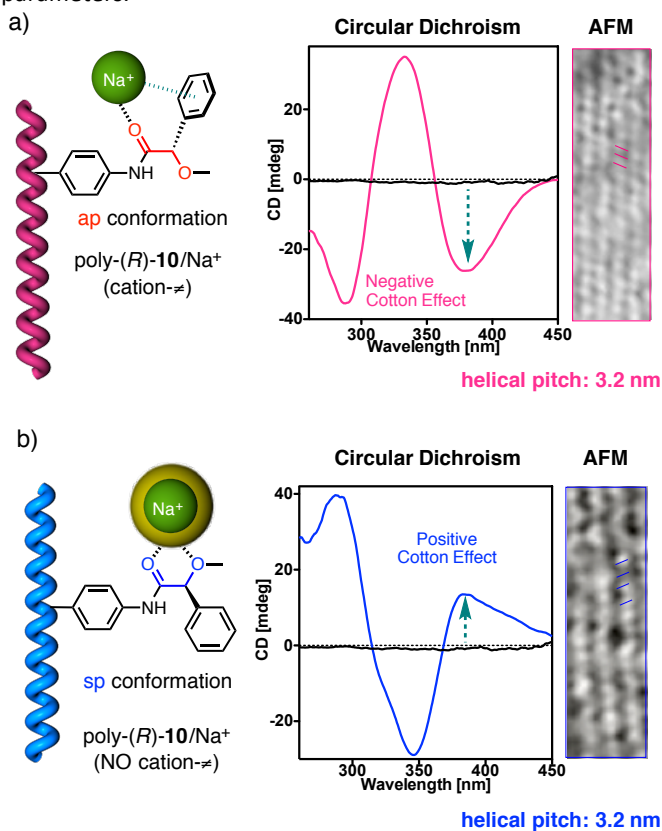 parameters.
a)
Circular Dichroism
AFM
Na⁺
O
NH
O
ap conformation
poly-(R)-10/Na⁺
(cation-≠)
CD [mdeg]
20
0
-20
-40
Negative
Cotton Effect
300
350
400
450
Wavelength [nm]
helical pitch: 3.2 nm
b)
Circular Dichroism
AFM
Na⁺
O
O
NH
sp conformation
poly-(R)-10/Na⁺
(NO cation-≠)
CD [mdeg]
40
20
0
-20
Positive
Cotton Effect
300
350
400
450
Wavelength [nm]
helical pitch: 3.2 nm